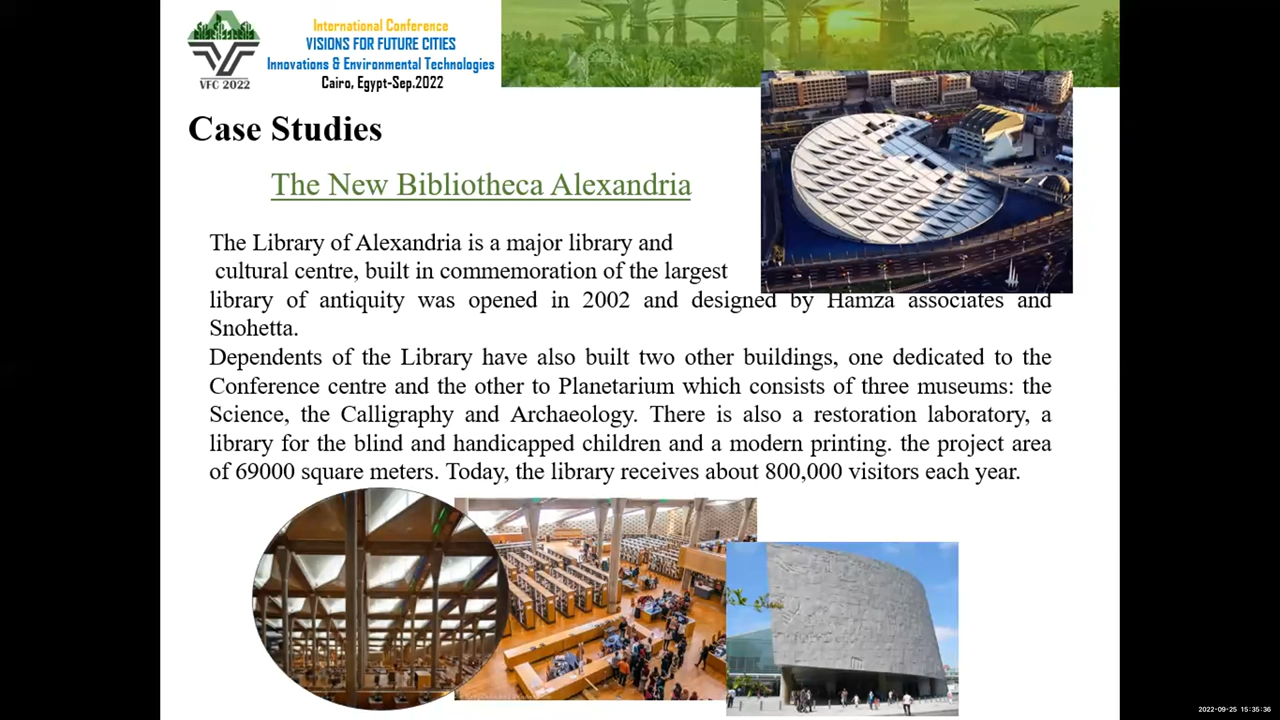 International Conference
VISIONS FOR FUTURE CITIES
Innovations & Environmental Technologies
Cairo, Egypt-Sep.2022
VFC 2022
Case Studies
The New Bibliotheca Alexandria
The Library of Alexandria is a major library and
cultural centre, built in commemoration of the largest
library of antiquity was opened in 2002 and designed by Hamza associates and
Snohetta.
Dependents of the Library have also built two other buildings, one dedicated to the
Conference centre and the other to Planetarium which consists of three museums: the
Science, the Calligraphy and Archaeology. There is also a restoration laboratory, a
library for the blind and handicapped children and a modern printing. the project area
of 69000 square meters. Today, the library receives about 800,000 visitors each year.
2022-09-25 15:35:36